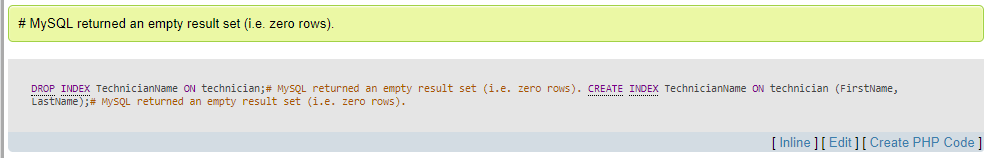 # MySQL returned an empty result set (i.e. zero rows).
DROP INDEX TechnicianName ON technician;# MySQL returned an empty result set (i.e. zero rows). CREATE INDEX TechnicianName ON technician (FirstName,
LastName);# MySQL returned an empty result set (i.e. zero rows).
[ Inline ] [ Edit ] [ Create PHP Code ]